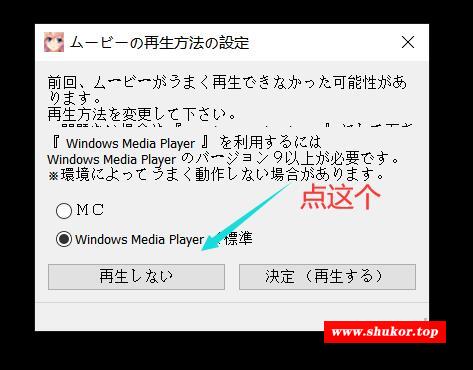 ムービーの再生方法の設定
前回、ムービーがうまく再生できなかった可能性があ
ります。
再生方法を変更して下さい。
『 Windows Media Player 』 を利用するには
Windows Media Player のバージョン9以上が必要です。
※環境によってうまく動作しない場合があります。
点这个
MC
Windows Media Player 標準
再生しない
決定 (再生する)
www.shukor.top